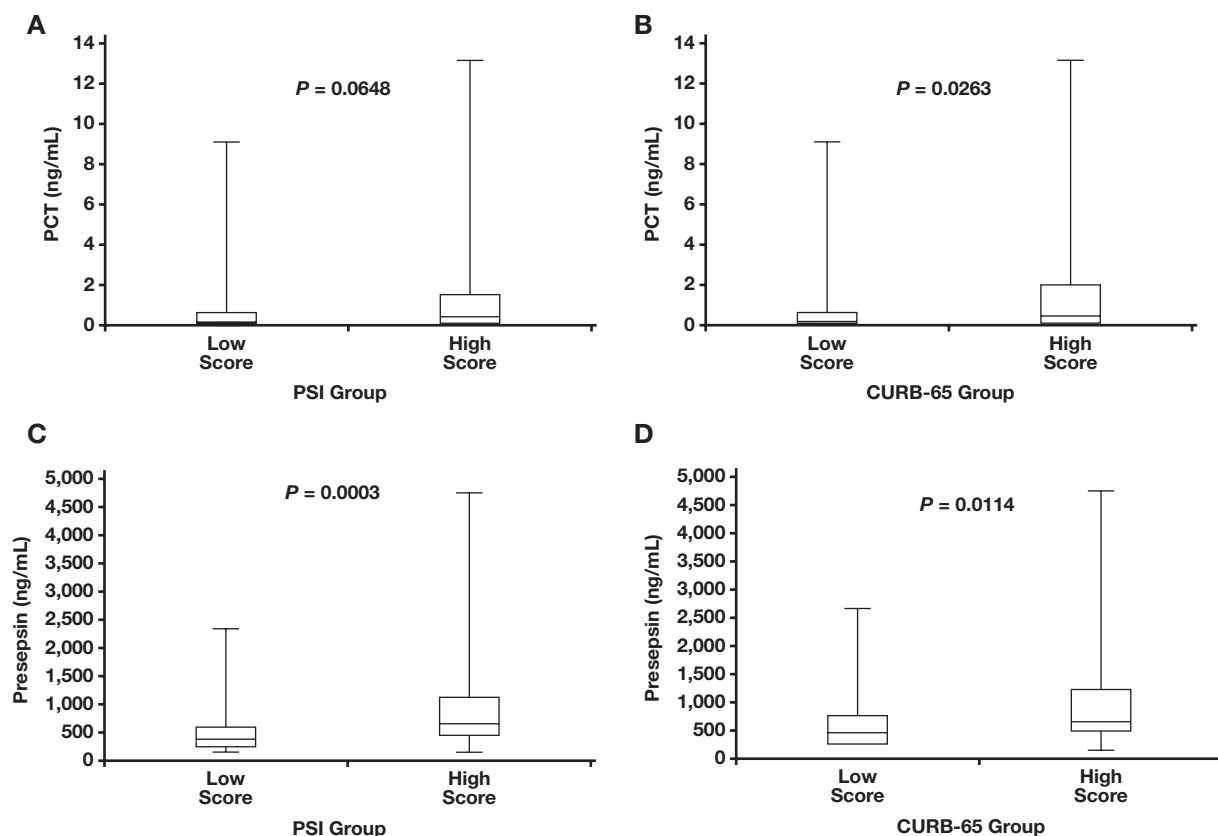 A
P = 0.0648
PCT (ng/mL)
14
12
10
8
6
4
2
0
Low Score
High Score
PSI Group
B
P = 0.0263
PCT (ng/mL)
14
12
10
8
6
4
2
0
Low Score
High Score
CURB-65 Group
C
P = 0.0003
Presepsin (ng/mL)
5,000
4,500
4,000
3,500
3,000
2,500
2,000
1,500
1,000
500
0
Low Score
High Score
PSI Group
D
P = 0.0114
Presepsin (ng/mL)
5,000
4,500
4,000
3,500
3,000
2,500
2,000
1,500
1,000
500
0
Low Score
High Score
CURB-65 Group